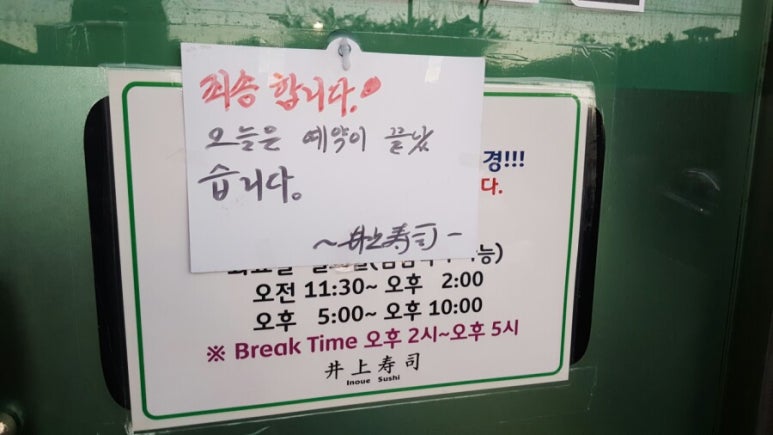 죄송합니다.
오늘은 예약이 끝났
습니다.
~井上寿司-
경!!!
다.
오전 11:30~ 오후 2:00
오후 5:00~ 오후 10:00
※ Break Time 오후 2시~오후 5시
井上寿司
Inoue Sushi